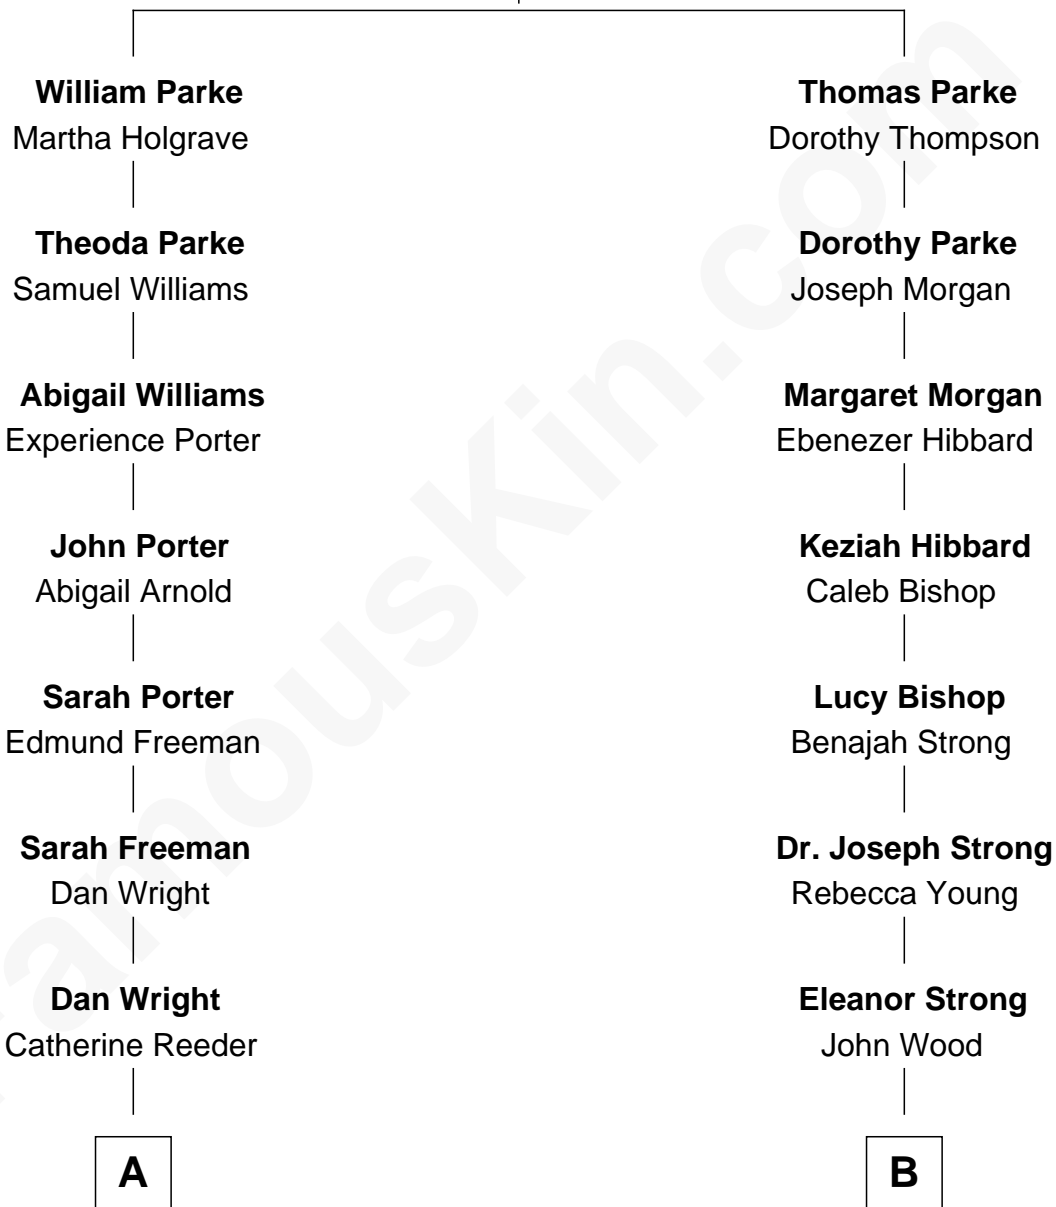 William Parke
Martha Holgrave
Theoda Parke
Samuel Williams
Abigail Williams
Experience Porter
John Porter
Abigail Arnold
Sarah Porter
Edmund Freeman
Sarah Freeman
Dan Wright
Dan Wright
Catherine Reeder
A
Thomas Parke
Dorothy Thompson
Dorothy Parke
Joseph Morgan
Margaret Morgan
Ebenezer Hibbard
Keziah Hibbard
Caleb Bishop
Lucy Bishop
Benajah Strong
Dr. Joseph Strong
Rebecca Young
Eleanor Strong
John Wood
B
FamousKin.com